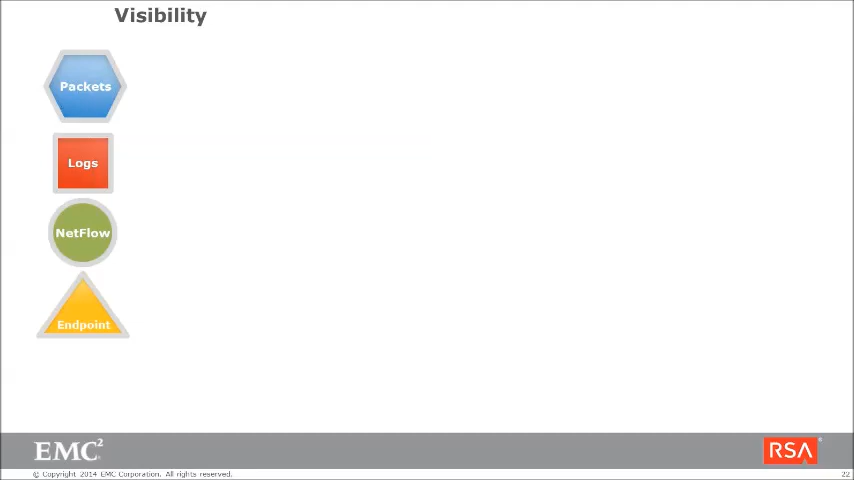 Visibility
Packets
Logs
NetFlow
Endpoint
EMC²
RSA
© Copyright 2014 EMC Corporation. All rights reserved.
22